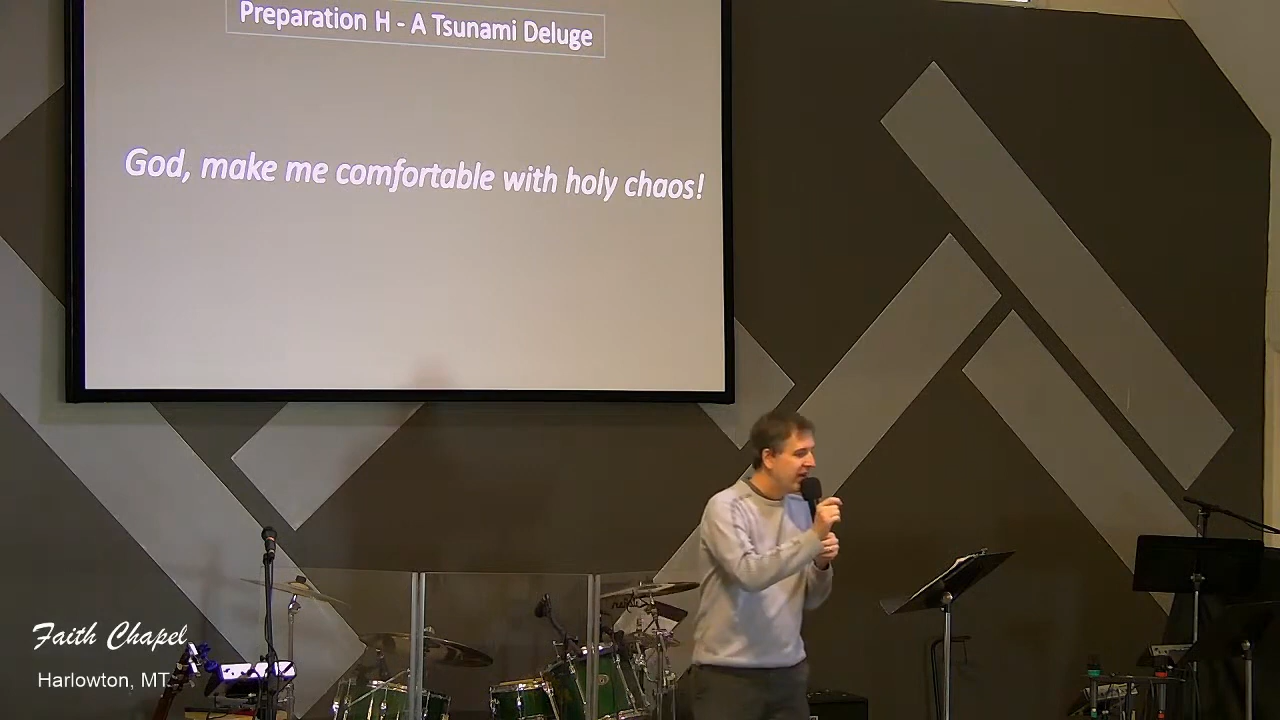 Preparation H - A Tsunami Deluge
God, make me comfortable with holy chaos!
Faith Chapel
Harlowton, MT.